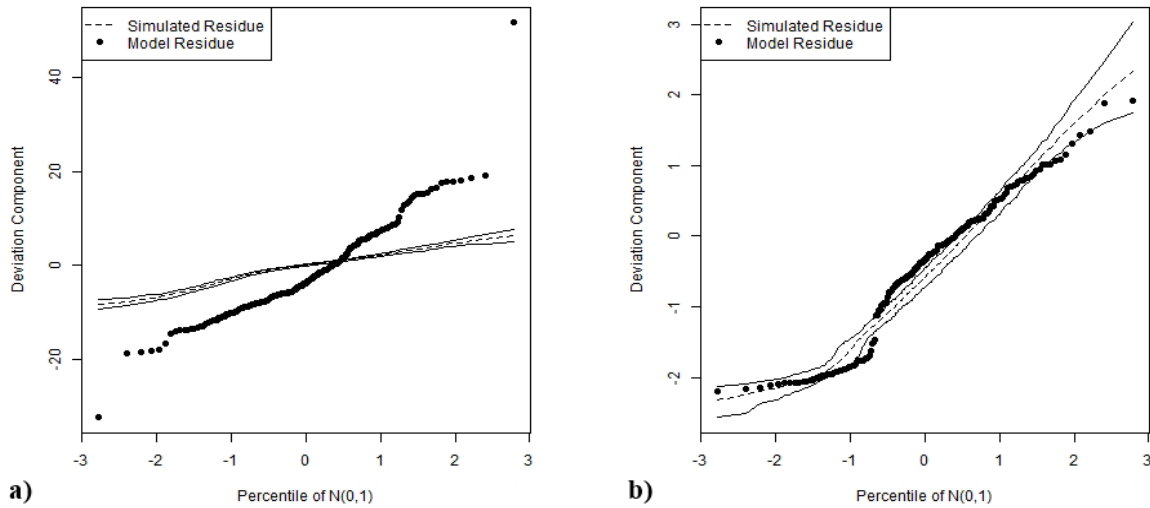 Simulated Residue
Model Residue
40
20
0
-20
Deviation Component
-3 -2 -1 0 1 2 3
Percentile of N(0,1)
a)
Simulated Residue
Model Residue
3
2
1
0
-1
-2
Deviation Component
-3 -2 -1 0 1 2 3
Percentile of N(0,1)
b)